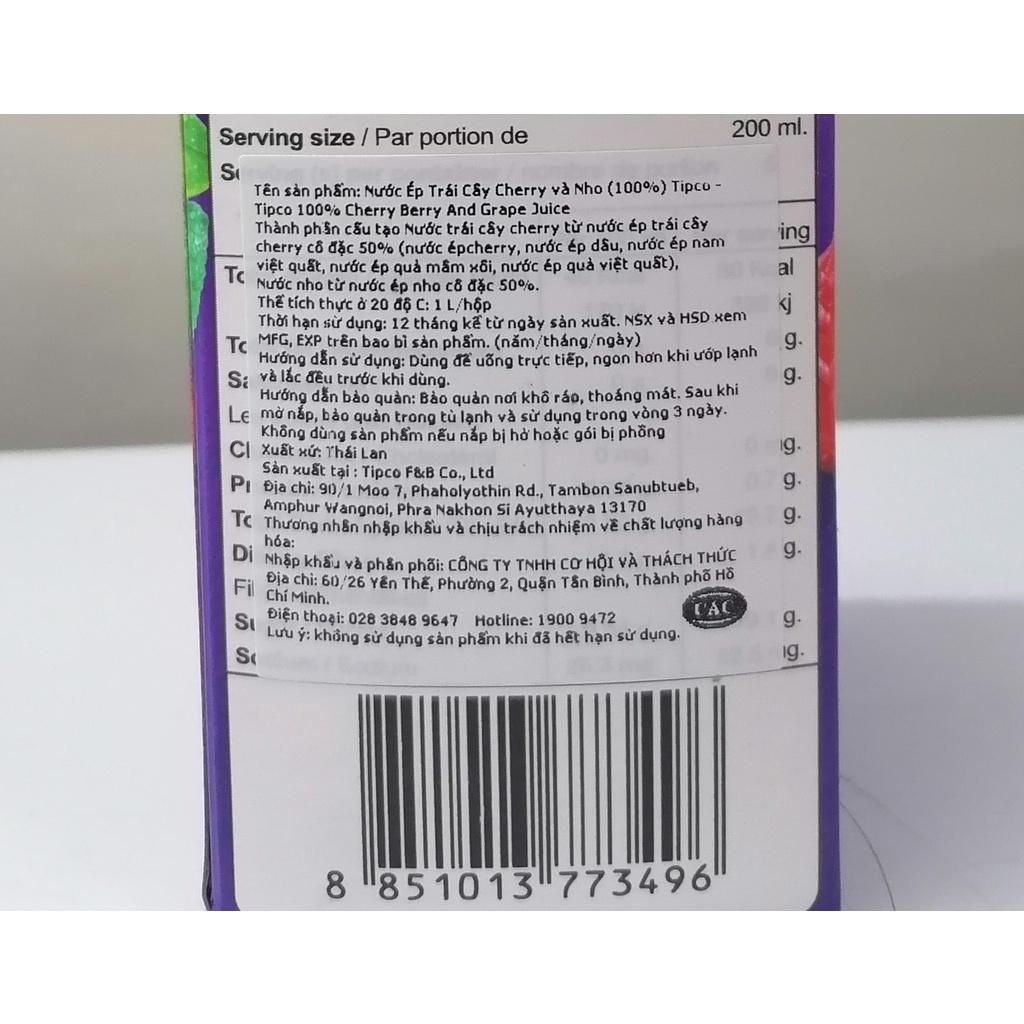 Serving size / Par portion de 200 ml.
Tên sản phẩm: Nước Ép Trái Cây Cherry và Nho (100%) Tipco -
Tipco 100% Cherry Berry And Grape Juice
Thành phần cấu tạo Nước trái cây cherry từ nước ép trái cây
cherry cô đặc 50% (nước épcherry, nước ép dâu, nước ép nam
việt quất, nước ép quả mâm xôi, nước ép quả việt quất),
Nước nho từ nước ép nho cô đặc 50%.
Thể tích thực ở 20 độ C: 1 L/hộp
Thời hạn sử dụng: 12 tháng kể từ ngày sản xuất. NSX và HSD xem
MFG, EXP trên bao bì sản phẩm. (năm/tháng/ngày)
Hướng dẫn sử dụng: Dùng để uống trực tiếp, ngon hơn khi ướp lạnh
và lắc đều trước khi dùng.
Hướng dẫn bảo quản: Bảo quản nơi khô ráo, thoáng mát. Sau khi
mở nắp, bảo quản trong tủ lạnh và sử dụng trong vòng 3 ngày.
Không dùng sản phẩm nếu nắp bị hở hoặc gói bị phồng
Xuất xứ: Thái Lan
Sản xuất tại : Tipco F&B Co., Ltd
Địa chỉ: 90/1 Moo 7, Phaholyothin Rd., Tambon Sanubtueb,
Amphur Wangnoi, Phra Nakhon Si Ayutthaya 13170
Thương nhân nhập khẩu và chịu trách nhiệm về chất lượng hàng
hóa:
Nhập khẩu và phân phối: CÔNG TY TNHH CƠ HỘI VÀ THÁCH THỨC
Địa chỉ: 60/26 Yên Thế, Phường 2, Quận Tân Bình, Thành phố Hồ
Chí Minh.
Điện thoại: 028 3848 9647 Hotline: 1900 9472
CAC
Lưu ý: không sử dụng sản phẩm khi đã hết hạn sử dụng.
8 851013 773496